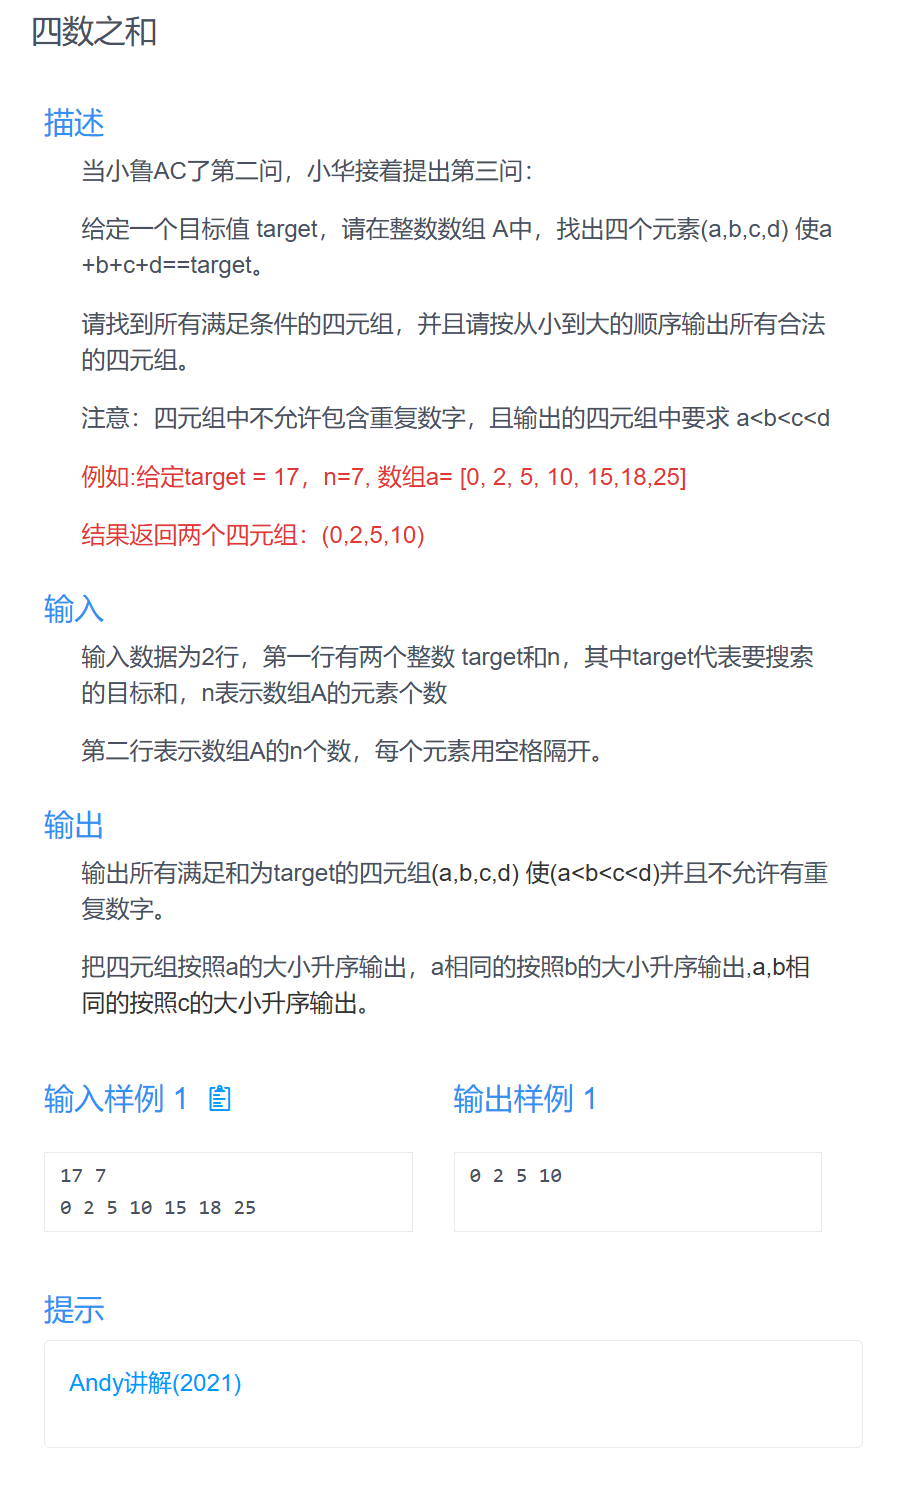 四数之和
描述
当小鲁AC了第二问，小华接着提出第三问：
给定一个目标值 target，请在整数数组 A中，找出四个元素(a,b,c,d) 使a
+b+c+d==target。
请找到所有满足条件的四元组，并且请按从小到大的顺序输出所有合法
的四元组。
注意：四元组中不允许包含重复数字，且输出的四元组中要求 a<b<c<d
例如:给定target = 17，n=7, 数组a= [0, 2, 5, 10, 15,18,25]
结果返回两个四元组：(0,2,5,10)
输入
输入数据为2行，第一行有两个整数 target和n，其中target代表要搜索
的目标和，n表示数组A的元素个数
第二行表示数组A的n个数，每个元素用空格隔开。
输出
输出所有满足和为target的四元组(a,b,c,d) 使(a<b<c<d)并且不允许有重
复数字。
把四元组按照a的大小升序输出，a相同的按照b的大小升序输出,a,b相
同的按照c的大小升序输出。
输入样例 1
17 7
0 2 5 10 15 18 25
输出样例 1
0 2 5 10
提示
Andy讲解(2021)